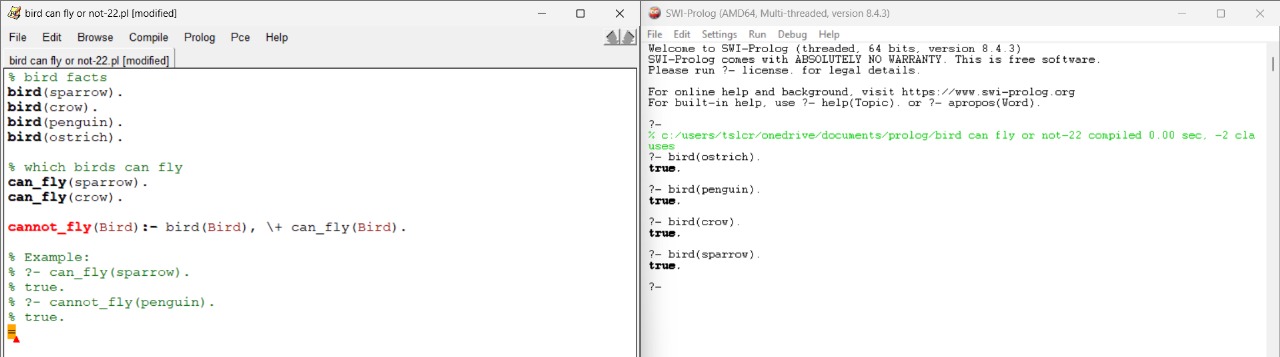 bird can fly or not-22.pl [modified]
File Edit Browse Compile Prolog Pce Help
bird can fly or not-22.pl [modified]
% bird facts
bird(sparrow).
bird(crow).
bird(penguin).
bird(ostrich).
% which birds can fly
can_fly(sparrow).
can_fly(crow).
cannot_fly(Bird):- bird(Bird), \+ can_fly(Bird).
% Example:
% ?- can_fly(sparrow).
% true.
% ?- cannot_fly(penguin).
% true.
SWI-Prolog (AMD64, Multi-threaded, version 8.4.3)
File Edit Settings Run Debug Help
Welcome to SWI-Prolog (threaded, 64 bits, version 8.4.3)
SWI-Prolog comes with ABSOLUTELY NO WARRANTY. This is free software.
Please run ?- license. for legal details.
For online help and background, visit https://www.swi-prolog.org
For built-in help, use ?- help(Topic). or ?- apropos(Word).
?-
% c:/users/tslcr/onedrive/documents/prolog/bird can fly or not-22 compiled 0.00 sec, -2 cla
uses
?- bird(ostrich).
true.
?- bird(penguin).
true.
?- bird(crow).
true.
?- bird(sparrow).
true.
?-